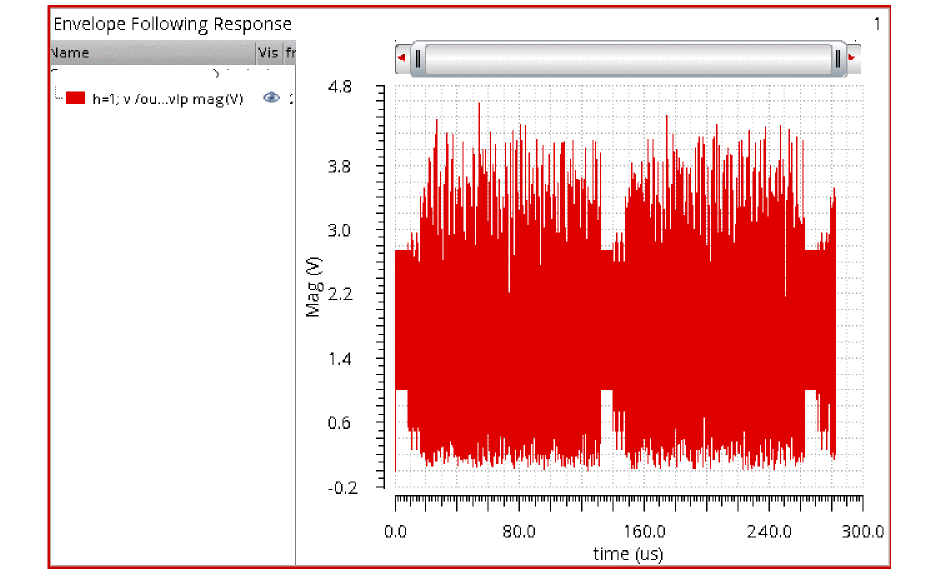 Envelope Following Response
1
Name Vis fr
h=1; v /ou...vlp mag(V)
4.8
3.8
3.0
2.2
1.4
0.6
-0.2
Mag (V)
0.0 80.0 160.0 240.0 300.0
time (us)